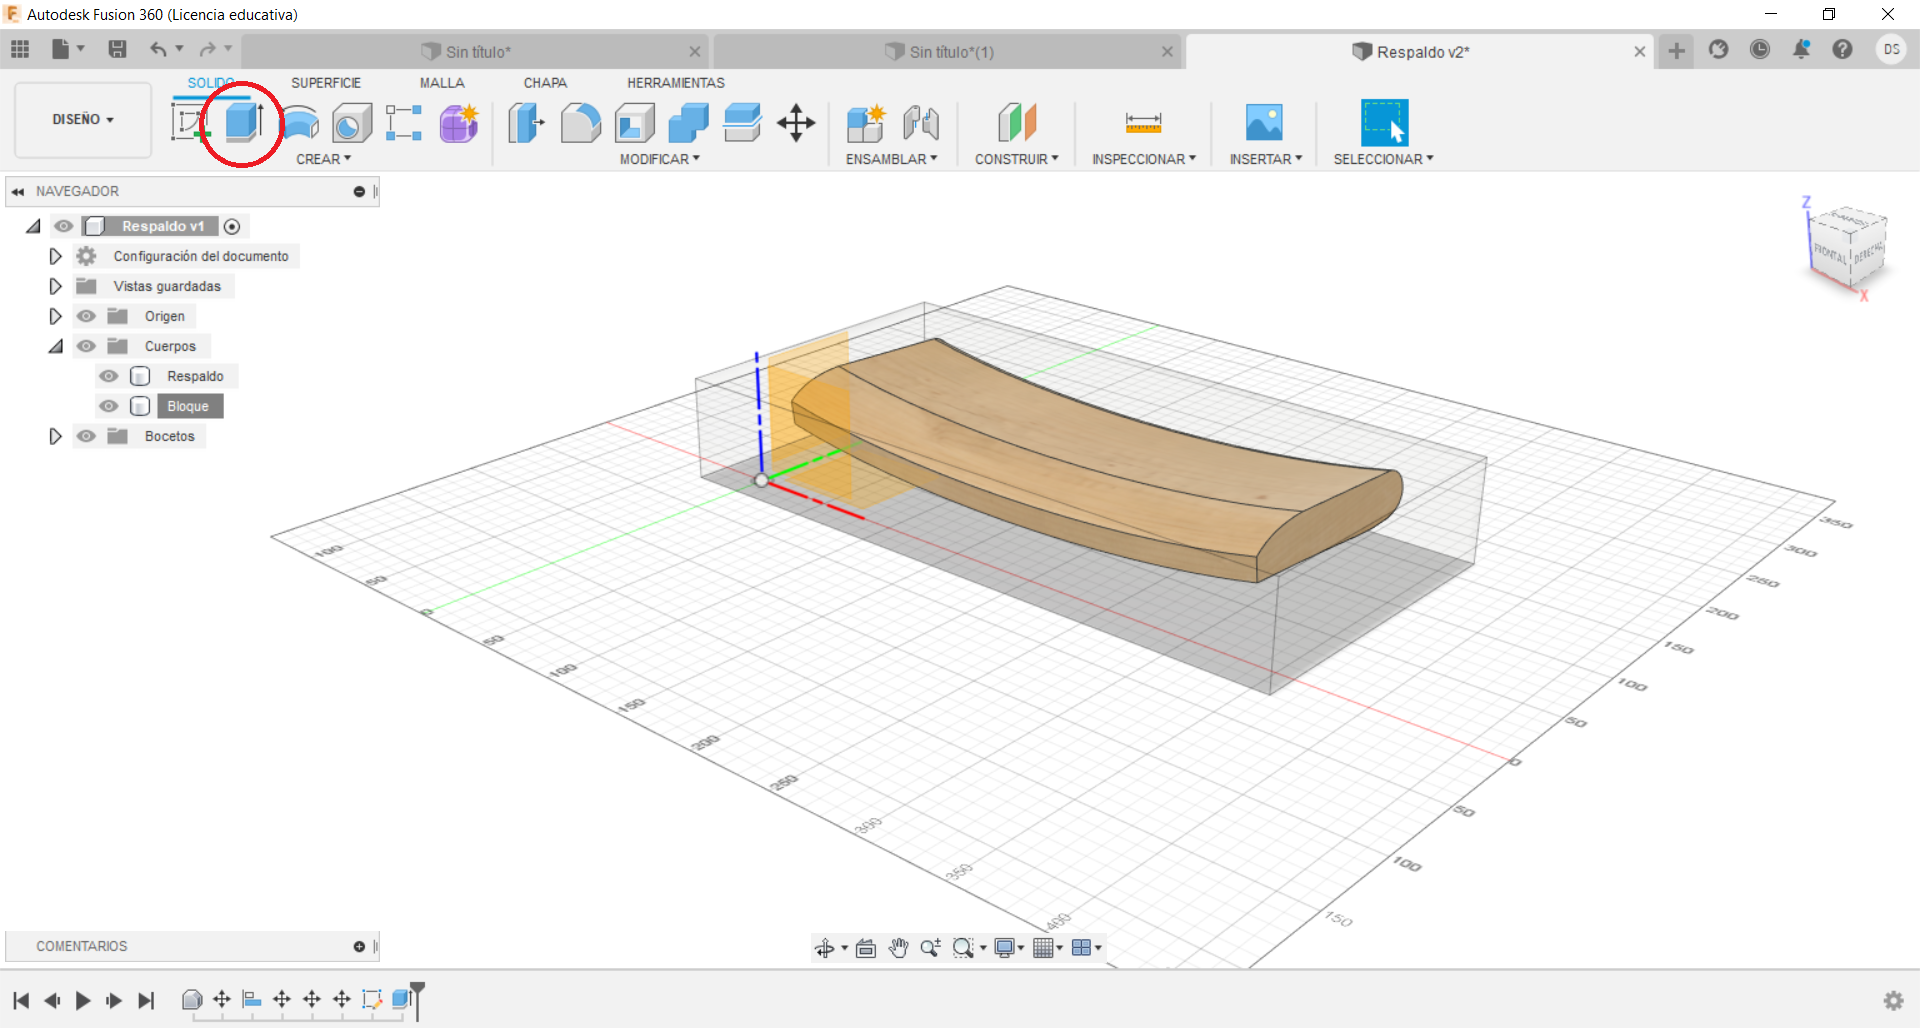 Autodesk Fusion 360 (Licencia educativa)
Sin título*
Sin título*(1)
Respaldo v2*
DS
SOLIDO
SUPERFICIE
MALLA
CHAPA
HERRAMIENTAS
DISEÑO
CREAR
MODIFICAR
ENSAMBLAR
CONSTRUIR
INSPECCIONAR
INSERTAR
SELECCIONAR
NAVEGADOR
Respaldo v1
Configuración del documento
Vistas guardadas
Origen
Cuerpos
Respaldo
Bloque
Bocetos
Z
FRONTAL
DERECHA
X
100
50
0
50
100
150
200
250
300
350
400
350
300
250
200
150
100
50
0
50
100
150
COMENTARIOS